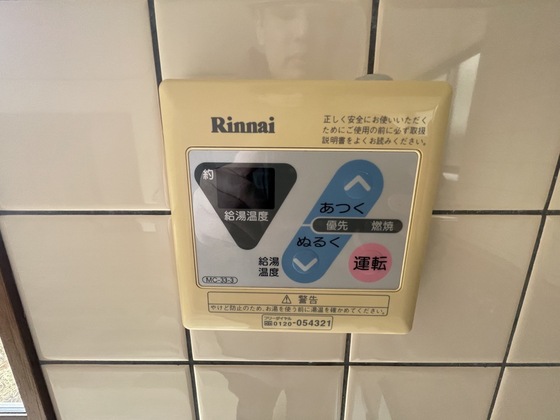 Rinnai
正しく安全にお使いいただく
ためにご使用の前に必ず取扱
説明書をよくお読みください。
約
給湯温度
あつく
優先 燃焼
ぬるく
給湯
温度
運転
MC-33-3
警告
やけど防止のため、お湯を使う前に湯温を確かめてください。
フリーダイヤル
0120-054321